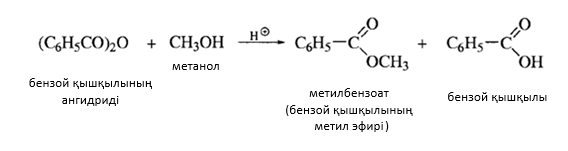 (C₆H₅CO)₂O + CH₃OH H⊕ C₆H₅–C O OCH₃ + C₆H₅–C O OH
бензой қышқылының
ангидриді
метанол
метилбензоат
(бензой қышқылының
метил эфирі)
бензой қышқылы